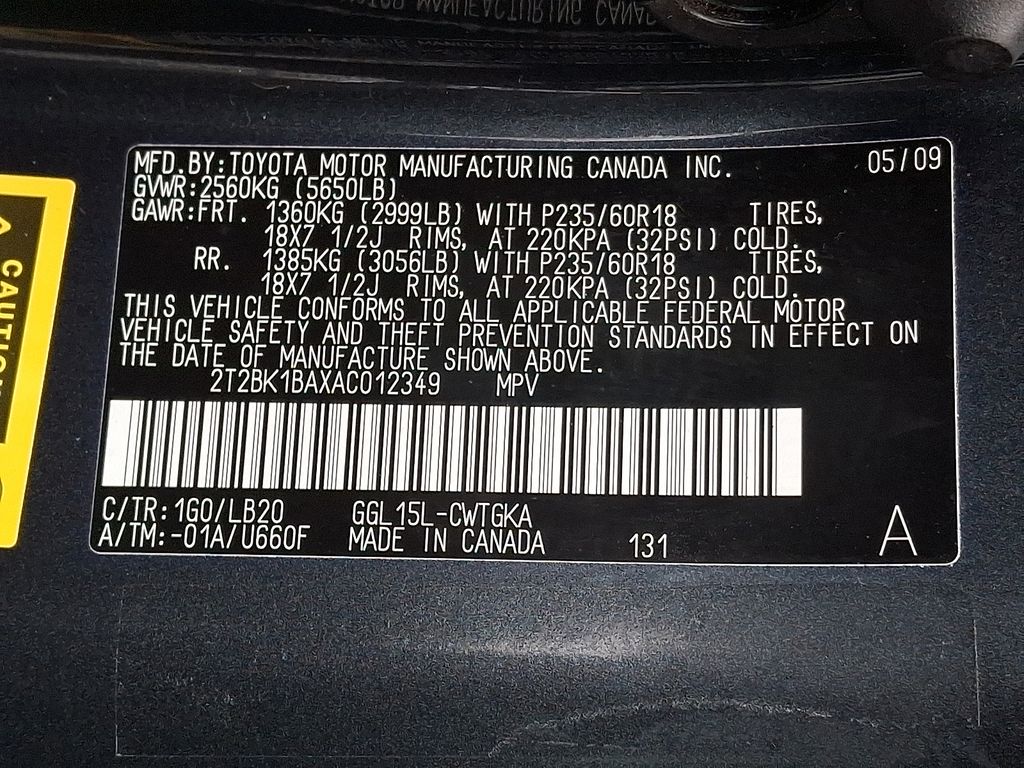 MFD.BY:TOYOTA MOTOR MANUFACTURING CANADA INC. 05/09
GVWR:2560KG (5650LB)
GAWR:FRT. 1360KG (2999LB) WITH P235/60R18 TIRES,
18X7 1/2J RIMS, AT 220KPA (32PSI) COLD.
RR. 1385KG (3056LB) WITH P235/60R18 TIRES,
18X7 1/2J RIMS, AT 220KPA (32PSI) COLD.
THIS VEHICLE CONFORMS TO ALL APPLICABLE FEDERAL MOTOR
VEHICLE SAFETY AND THEFT PREVENTION STANDARDS IN EFFECT ON
THE DATE OF MANUFACTURE SHOWN ABOVE.
2T2BK1BAXAC012349 MPV
C/TR:1G0/LB20 GGL15L-CWTGKA
A/TM:-01A/U660F MADE IN CANADA 131 A
CAUTION